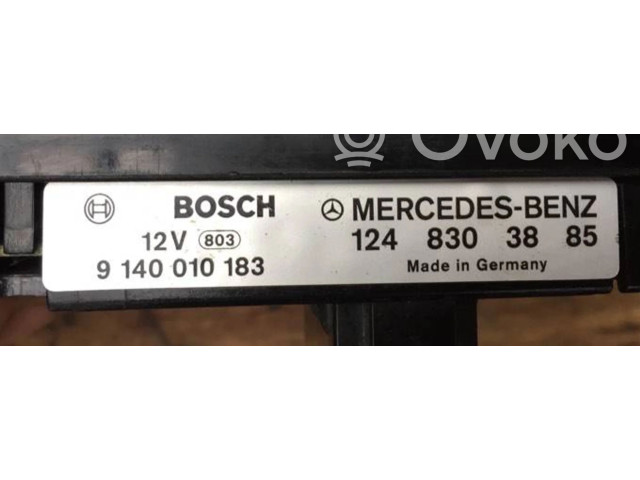 Ovoko
BOSCH MERCEDES-BENZ
12V 803 124 830 38 85
9 140 010 183 Made in Germany